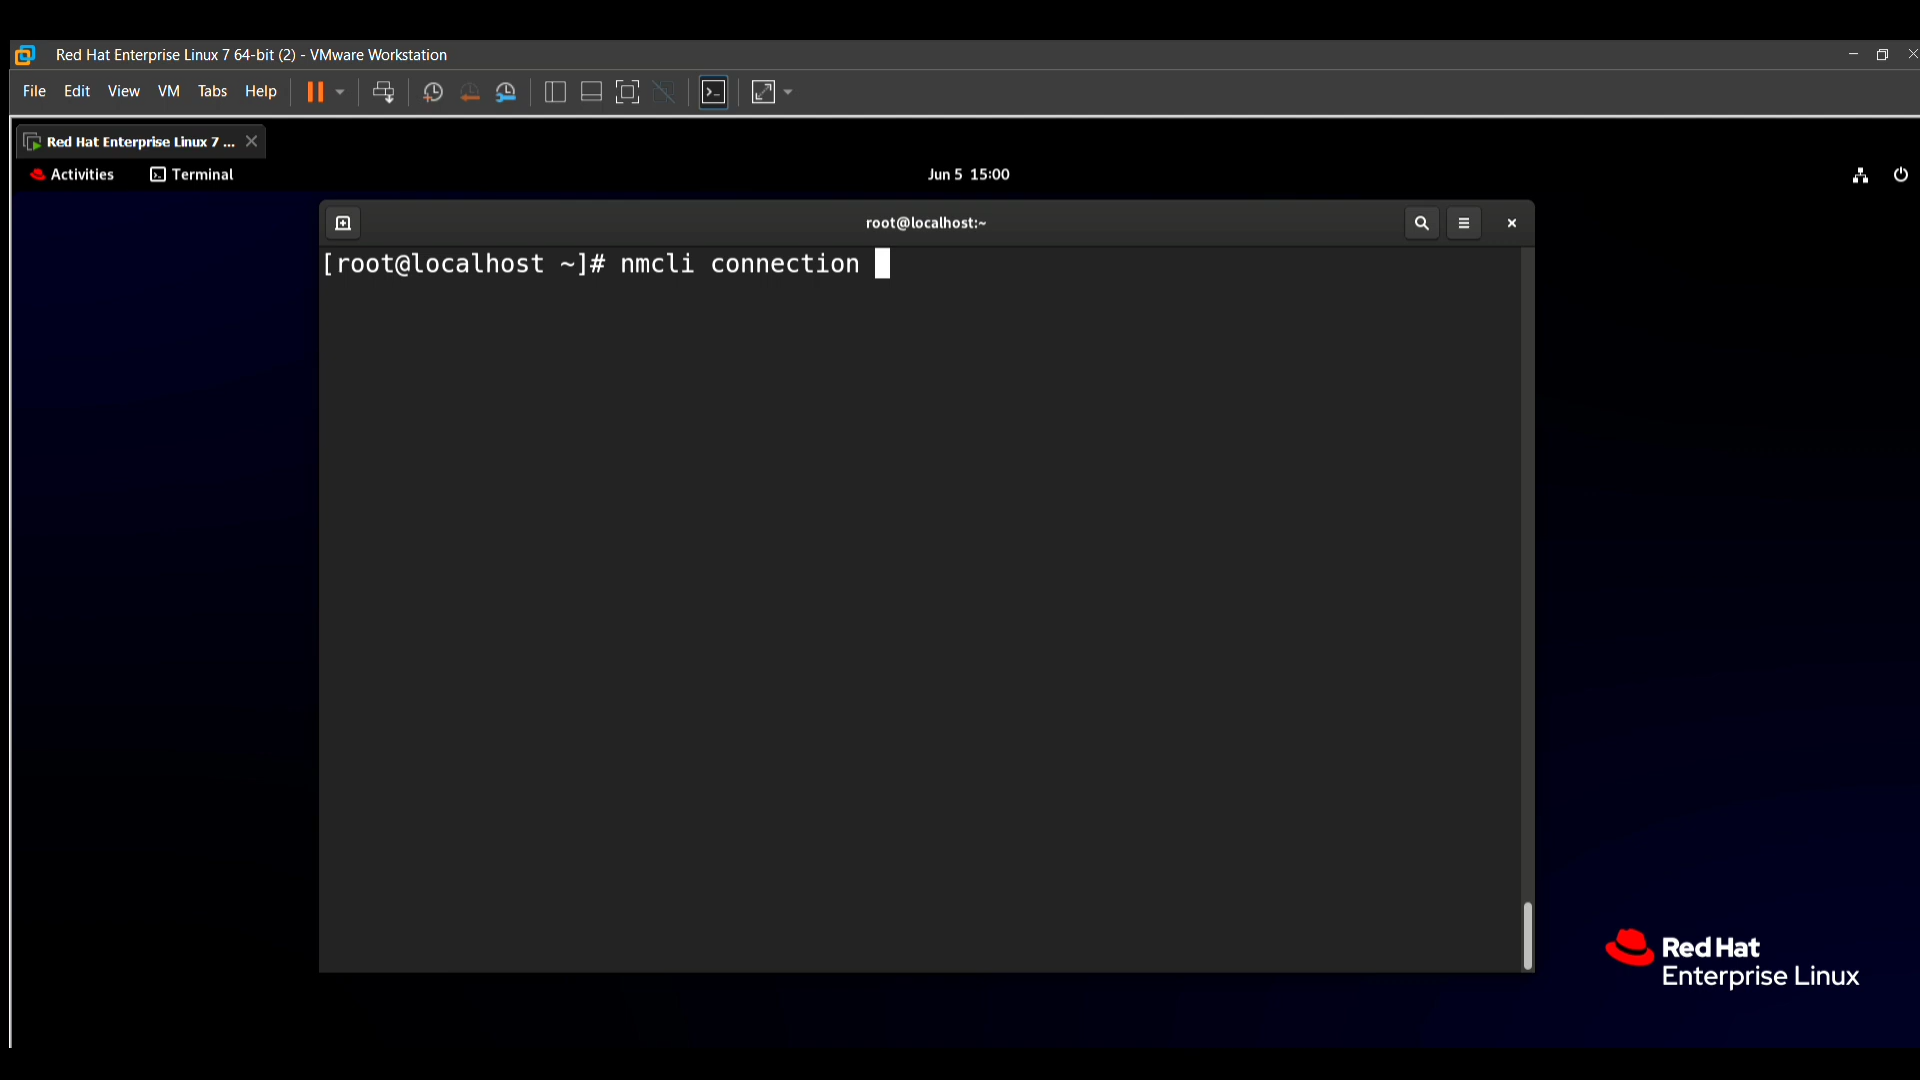 Red Hat Enterprise Linux 7 64-bit (2) - VMware Workstation
File Edit View VM Tabs Help
Red Hat Enterprise Linux 7 ...
Activities Terminal Jun 5 15:00
root@localhost:~
[root@localhost ~]# nmcli connection
Red Hat
Enterprise Linux